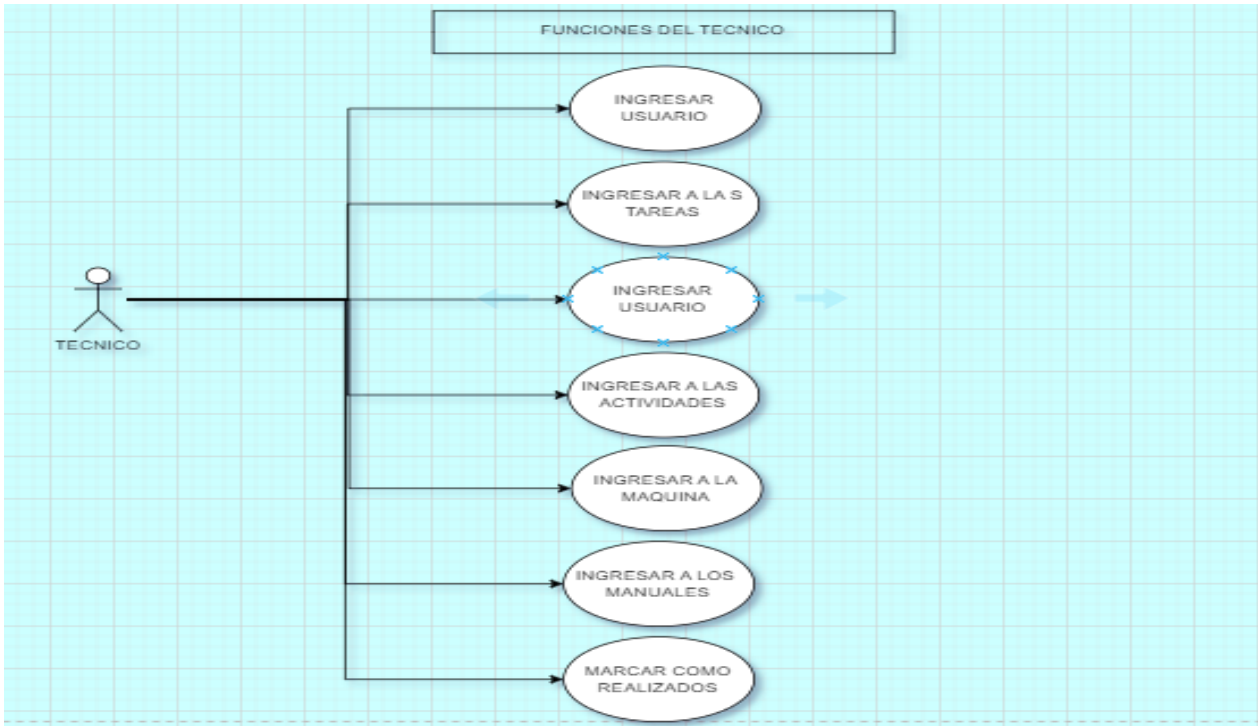 FUNCIONES DEL TECNICO
INGRESAR
USUARIO
INGRESAR A LA S
TAREAS
INGRESAR
USUARIO
TECNICO
INGRESAR A LAS
ACTIVIDADES
INGRESAR A LA
MAQUINA
INGRESAR A LOS
MANUALES
MARCAR COMO
REALIZADOS